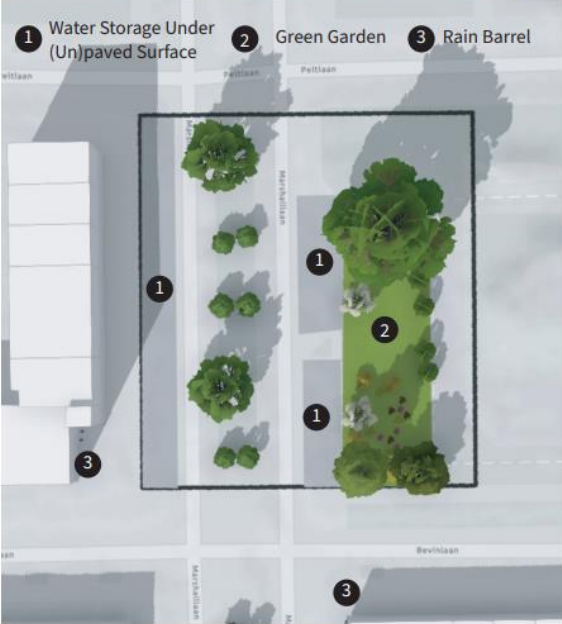 1 Water Storage Under
(Un)paved Surface
2 Green Garden
3 Rain Barrel
Peltlaan
Peltlaan
Marshalllaan
1
1
2
1
3
Bevinlaan
Marshalllaan
3